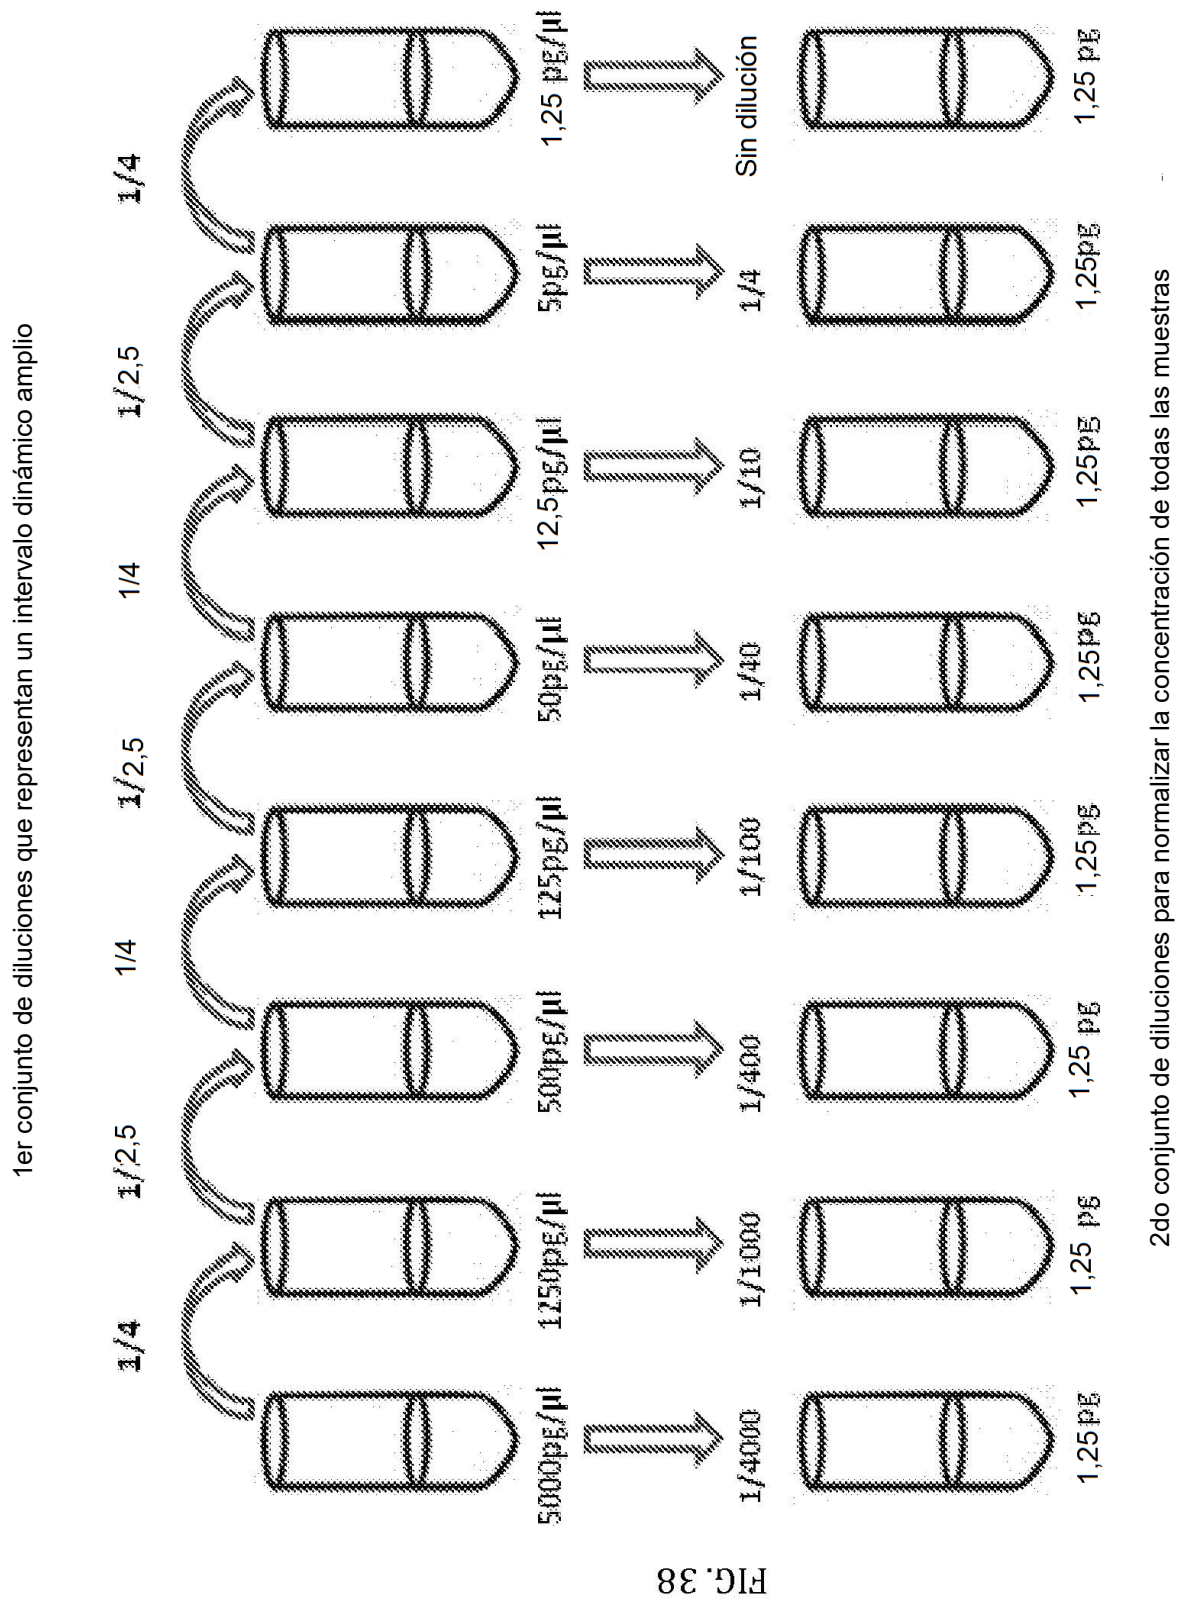 1er conjunto de diluciones que representan un intervalo dinámico amplio
1/4 1/2,5 1/4 1/2,5 1/4 1/2,5 1/4
5000pg/µl 1250pg/µl 500pg/µl 125pg/µl 50pg/µl 12,5pg/µl 5pg/µl 1,25 pg/µl
1/4000 1/1000 1/400 1/100 1/40 1/10 1/4 Sin dilución
1,25pg 1,25 pg 1,25 pg 1,25pg 1,25pg 1,25pg 1,25pg 1,25 pg
2do conjunto de diluciones para normalizar la concentración de todas las muestras
FIG. 38